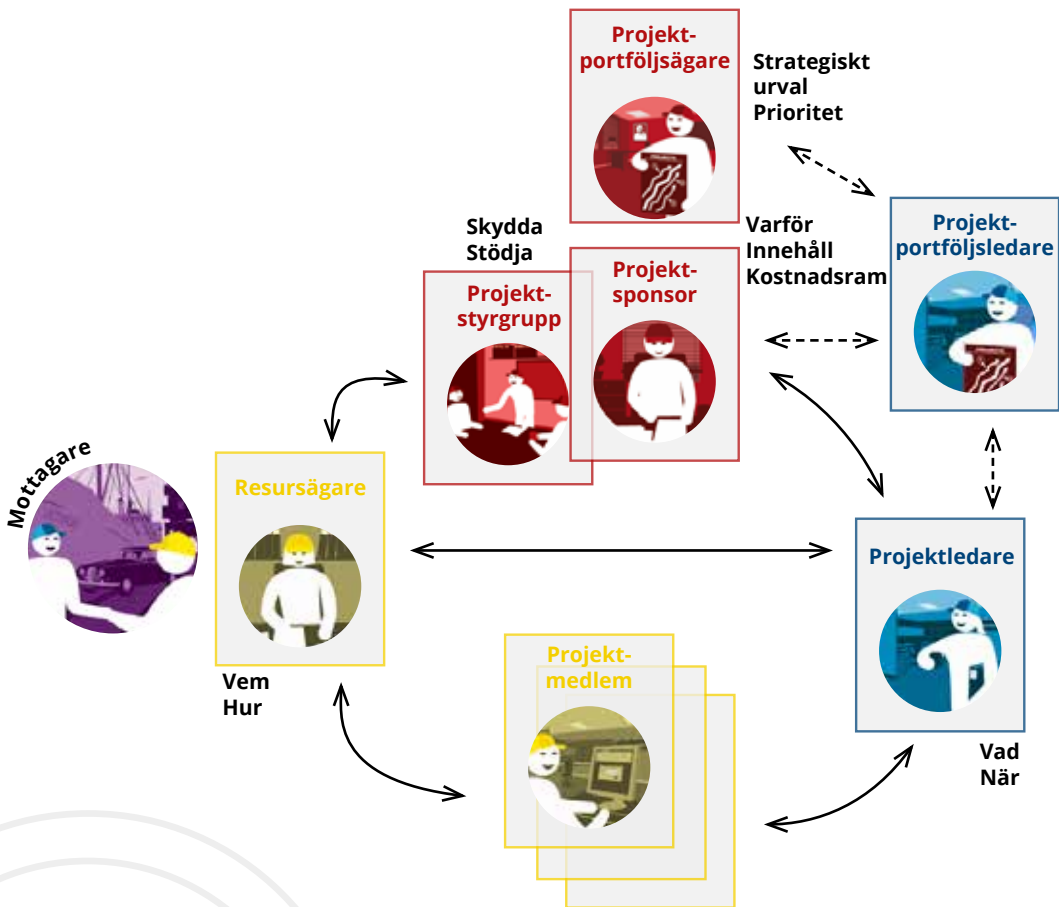 Projekt-
portföljsägare
Strategiskt
urval
Prioritet
Projekt-
portföljsledare
Skydda
Stödja
Varför
Innehåll
Kostnadsram
Projekt-
styrgrupp
Projekt-
sponsor
Mottagare
Resursägare
Projektledare
Vem
Hur
Projekt-
medlem
Vad
När